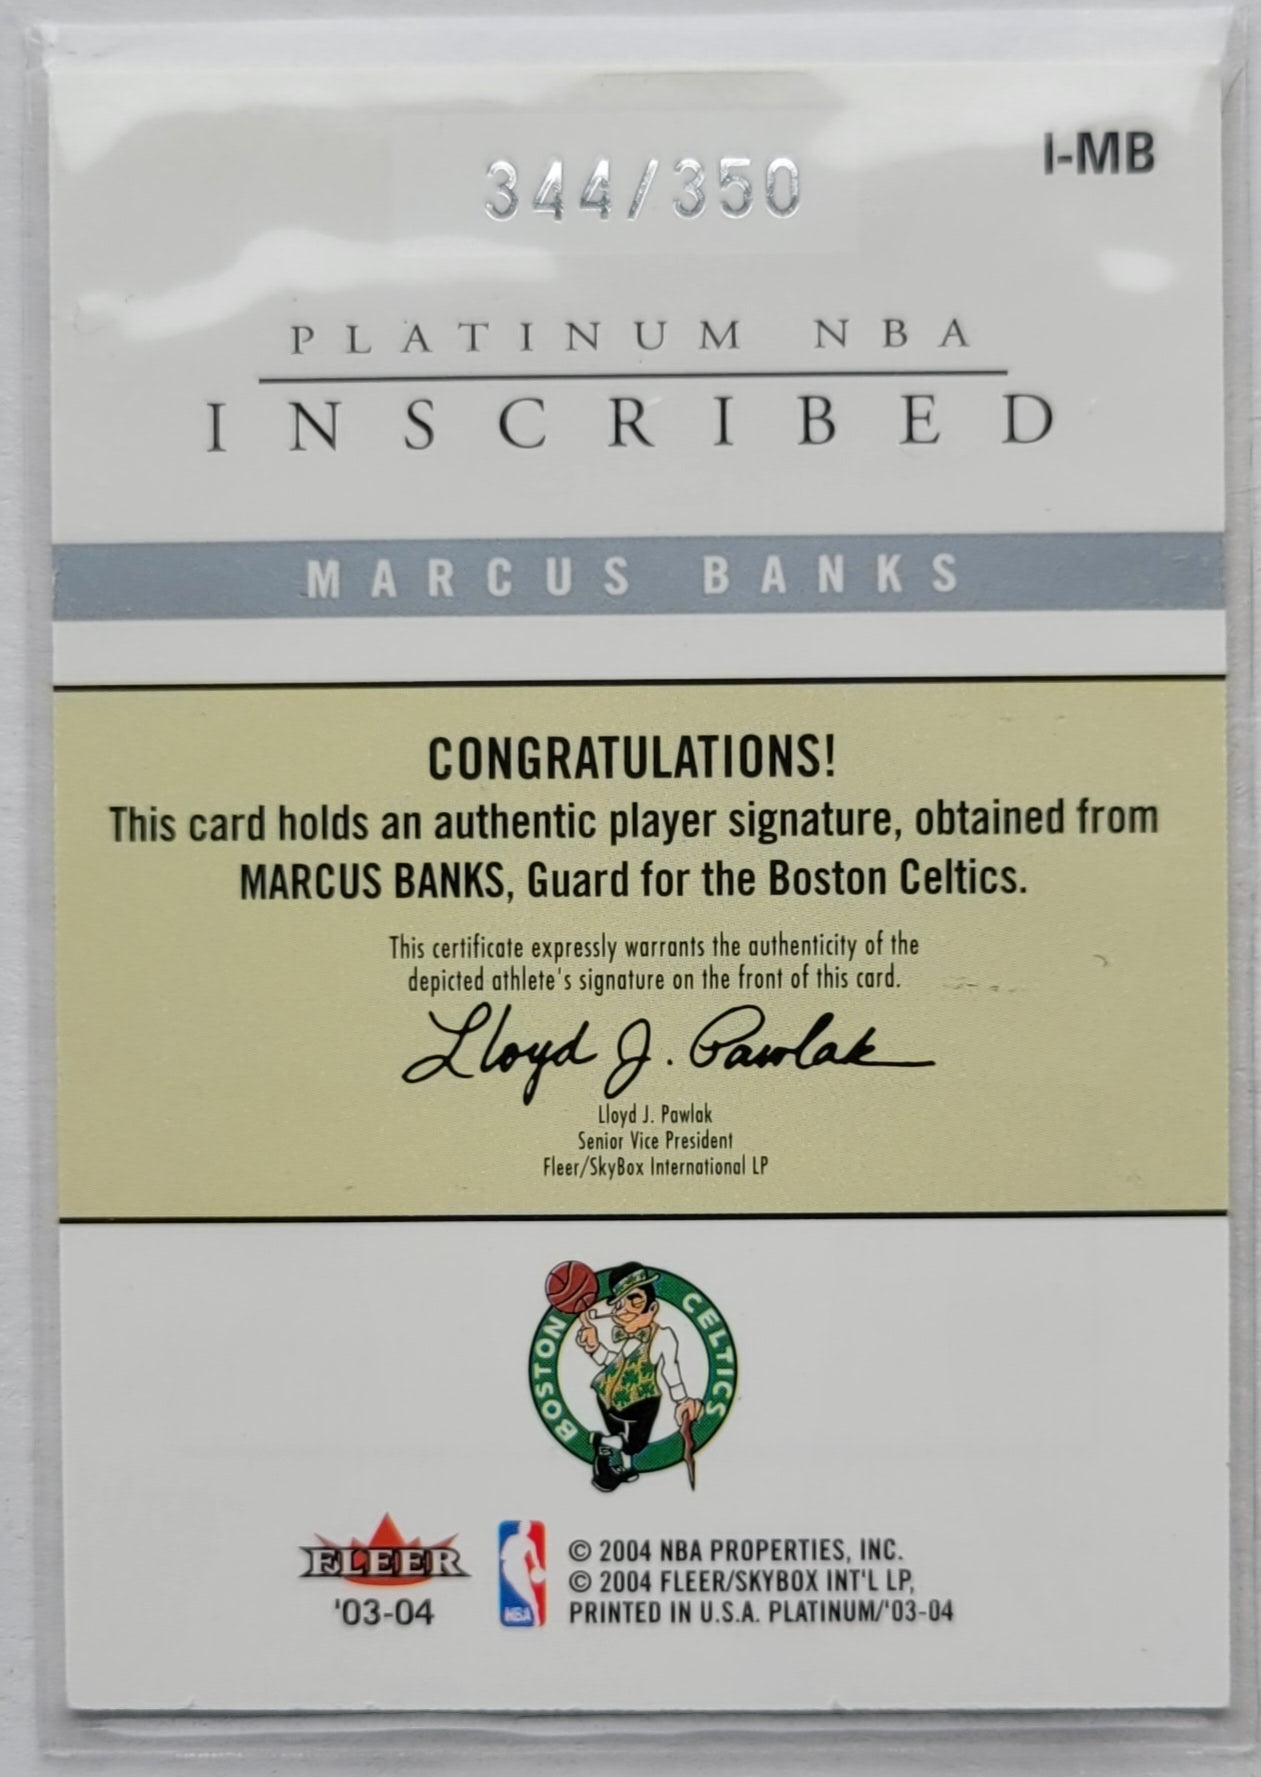 344/350
I-MB
PLATINUM NBA
INSCRIBED
MARCUS BANKS
CONGRATULATIONS!
This card holds an authentic player signature, obtained from
MARCUS BANKS, Guard for the Boston Celtics.
This certificate expressly warrants the authenticity of the
depicted athlete's signature on the front of this card.
Lloyd J. Pawlak
Lloyd J. Pawlak
Senior Vice President
Fleer/SkyBox International LP
BOSTON CELTICS
FLEER
'03-04
NBA
© 2004 NBA PROPERTIES, INC.
© 2004 FLEER/SKYBOX INT'L LP,
PRINTED IN U.S.A. PLATINUM/'03-04